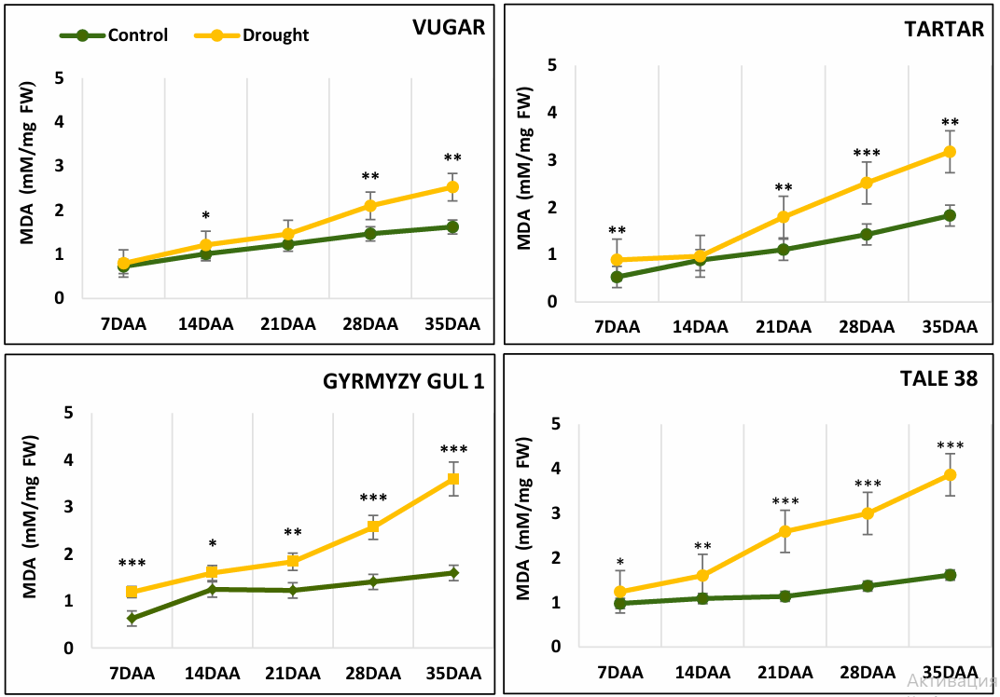 VUGAR
Control Drought
MDA (mM/mg FW)
5
4
3
2
1
0
*
**
**
7DAA 14DAA 21DAA 28DAA 35DAA
TARTAR
MDA (mM/mg FW)
5
4
3
2
1
0
**
**
***
**
7DAA 14DAA 21DAA 28DAA 35DAA
GYRMYZY GUL 1
MDA (mM/mg FW)
5
4
3
2
1
0
***
*
**
***
***
7DAA 14DAA 21DAA 28DAA 35DAA
TALE 38
MDA (mM/mg FW)
5
4
3
2
1
0
*
**
***
***
***
7DAA 14DAA 21DAA 28DAA 35DAA
Активация